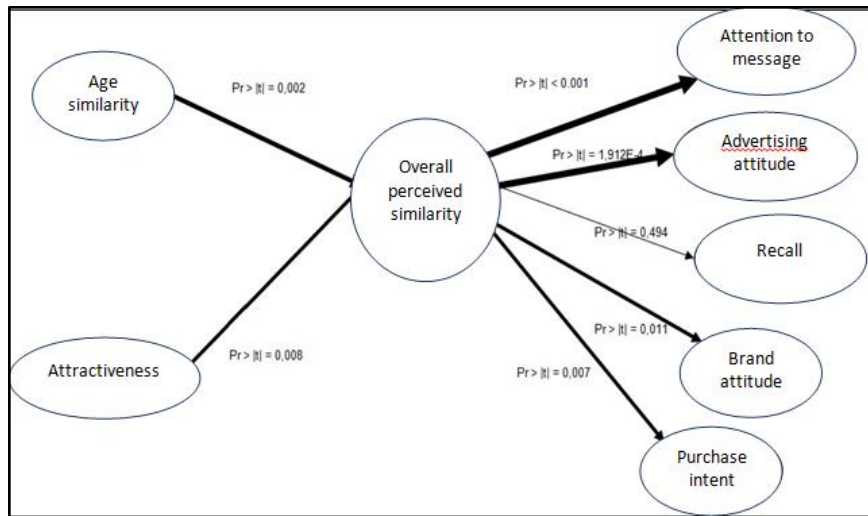 Attention to
message
Age
similarity
Pr > |t| = 0,002
Pr > |t| < 0.001
Overall
perceived
similarity
Advertising
attitude
Pr > |t| = 1,912E-4
Pr > |t| = 0,494
Recall
Attractiveness
Pr > |t| = 0,008
Pr > |t| = 0,011
Pr > |t| = 0,007
Brand
attitude
Purchase
intent